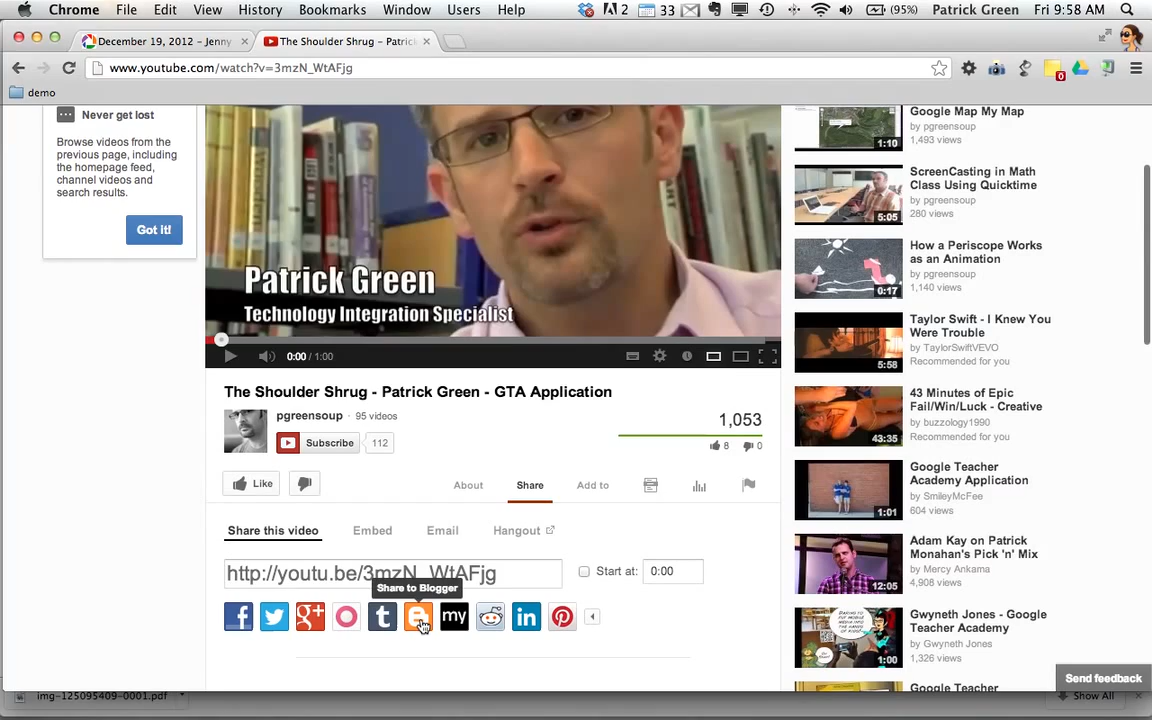 Chrome File Edit View History Bookmarks Window Users Help 2 33 (95%) Patrick Green Fri 9:58 AM
December 19, 2012 - Jenny × The Shoulder Shrug - Patric ×
www.youtube.com/watch?v=3mzN_WtAFjg 0
demo
Never get lost
Browse videos from the
previous page, including
the homepage feed,
channel videos and
search results.
Got it!
Patrick Green
Technology Integration Specialist
0:00 / 1:00
The Shoulder Shrug - Patrick Green - GTA Application
pgreensoup · 95 videos
Subscribe 112
1,053
8 0
Like
About Share Add to
Share this video Embed Email Hangout
http://youtu.be/3mzN_WtAFjg
Start at: 0:00
Share to Blogger
f g+ t B my in
Google Map My Map
by pgreensoup
1,493 views
1:10
ScreenCasting in Math
Class Using Quicktime
by pgreensoup
280 views
5:05
How a Periscope Works
as an Animation
by pgreensoup
1,140 views
0:17
Taylor Swift - I Knew You
Were Trouble
by TaylorSwiftVEVO
Recommended for you
5:58
43 Minutes of Epic
Fail/Win/Luck - Creative
by buzzology1990
Recommended for you
43:35
Google Teacher
Academy Application
by SmileyMcFee
604 views
1:01
Adam Kay on Patrick
Monahan's Pick 'n' Mix
by Mercy Ankama
4,908 views
12:05
Gwyneth Jones - Google
Teacher Academy
by Gwyneth Jones
1,326 views
1:00
Google Teacher
Send feedback
img-125095409-0001.pdf
Show All